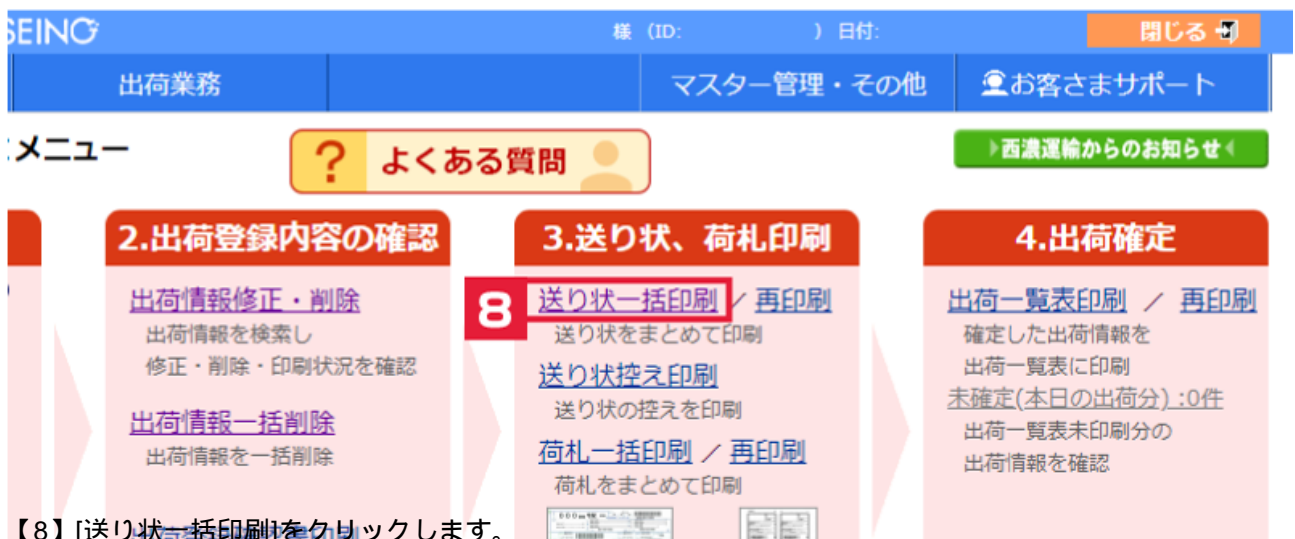 SEINO
様 (ID: ) 日付:
閉じる
出荷業務
マスター管理・その他
お客さまサポート
メニュー
? よくある質問
西濃運輸からのお知らせ
2.出荷登録内容の確認
出荷情報修正・削除
出荷情報を検索し
修正・削除・印刷状況を確認
出荷情報一括削除
出荷情報を一括削除
3.送り状、荷札印刷
8
送り状一括印刷 / 再印刷
送り状をまとめて印刷
送り状控え印刷
送り状の控えを印刷
荷札一括印刷 / 再印刷
荷札をまとめて印刷
4.出荷確定
出荷一覧表印刷 / 再印刷
確定した出荷情報を
出荷一覧表に印刷
未確定(本日の出荷分) :0件
出荷一覧表未印刷分の
出荷情報を確認
【8】[送り状一括印刷]をクリックします。